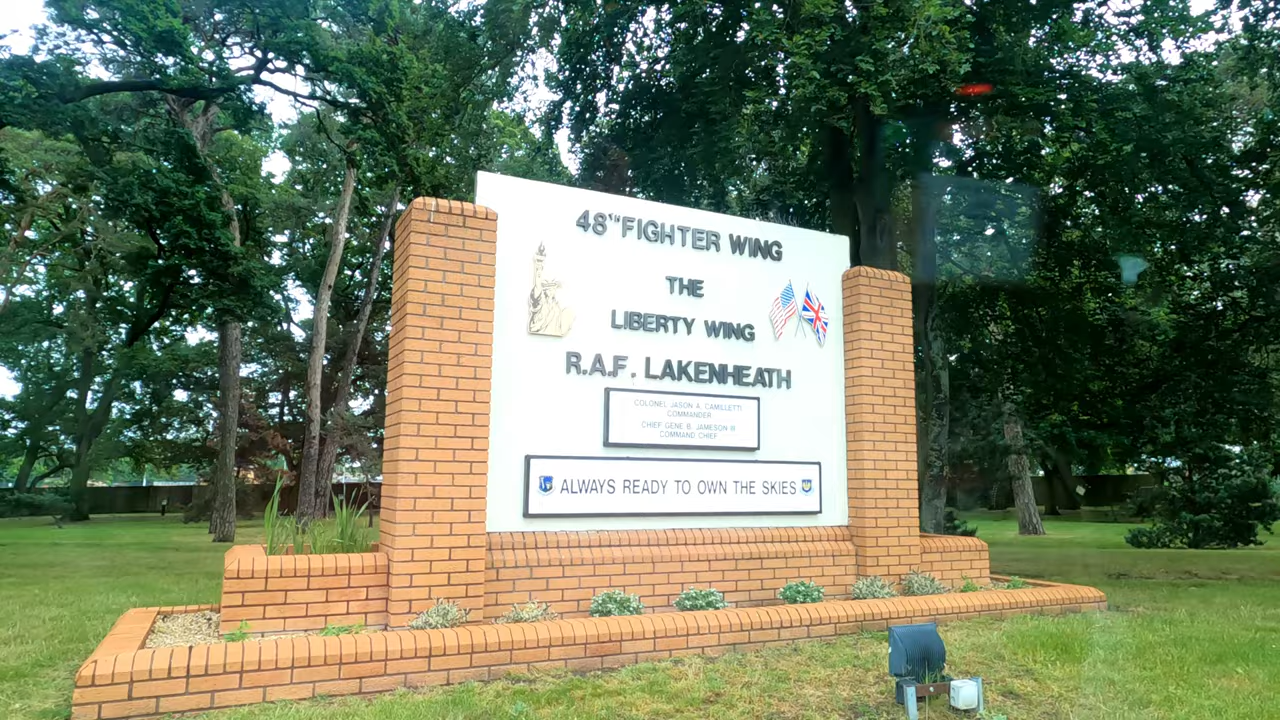 48TH FIGHTER WING
THE
LIBERTY WING
R.A.F. LAKENHEATH
COLONEL JASON A. CAMILLETTI
COMMANDER
CHIEF GENE B. JAMESON III
COMMAND CHIEF
ALWAYS READY TO OWN THE SKIES